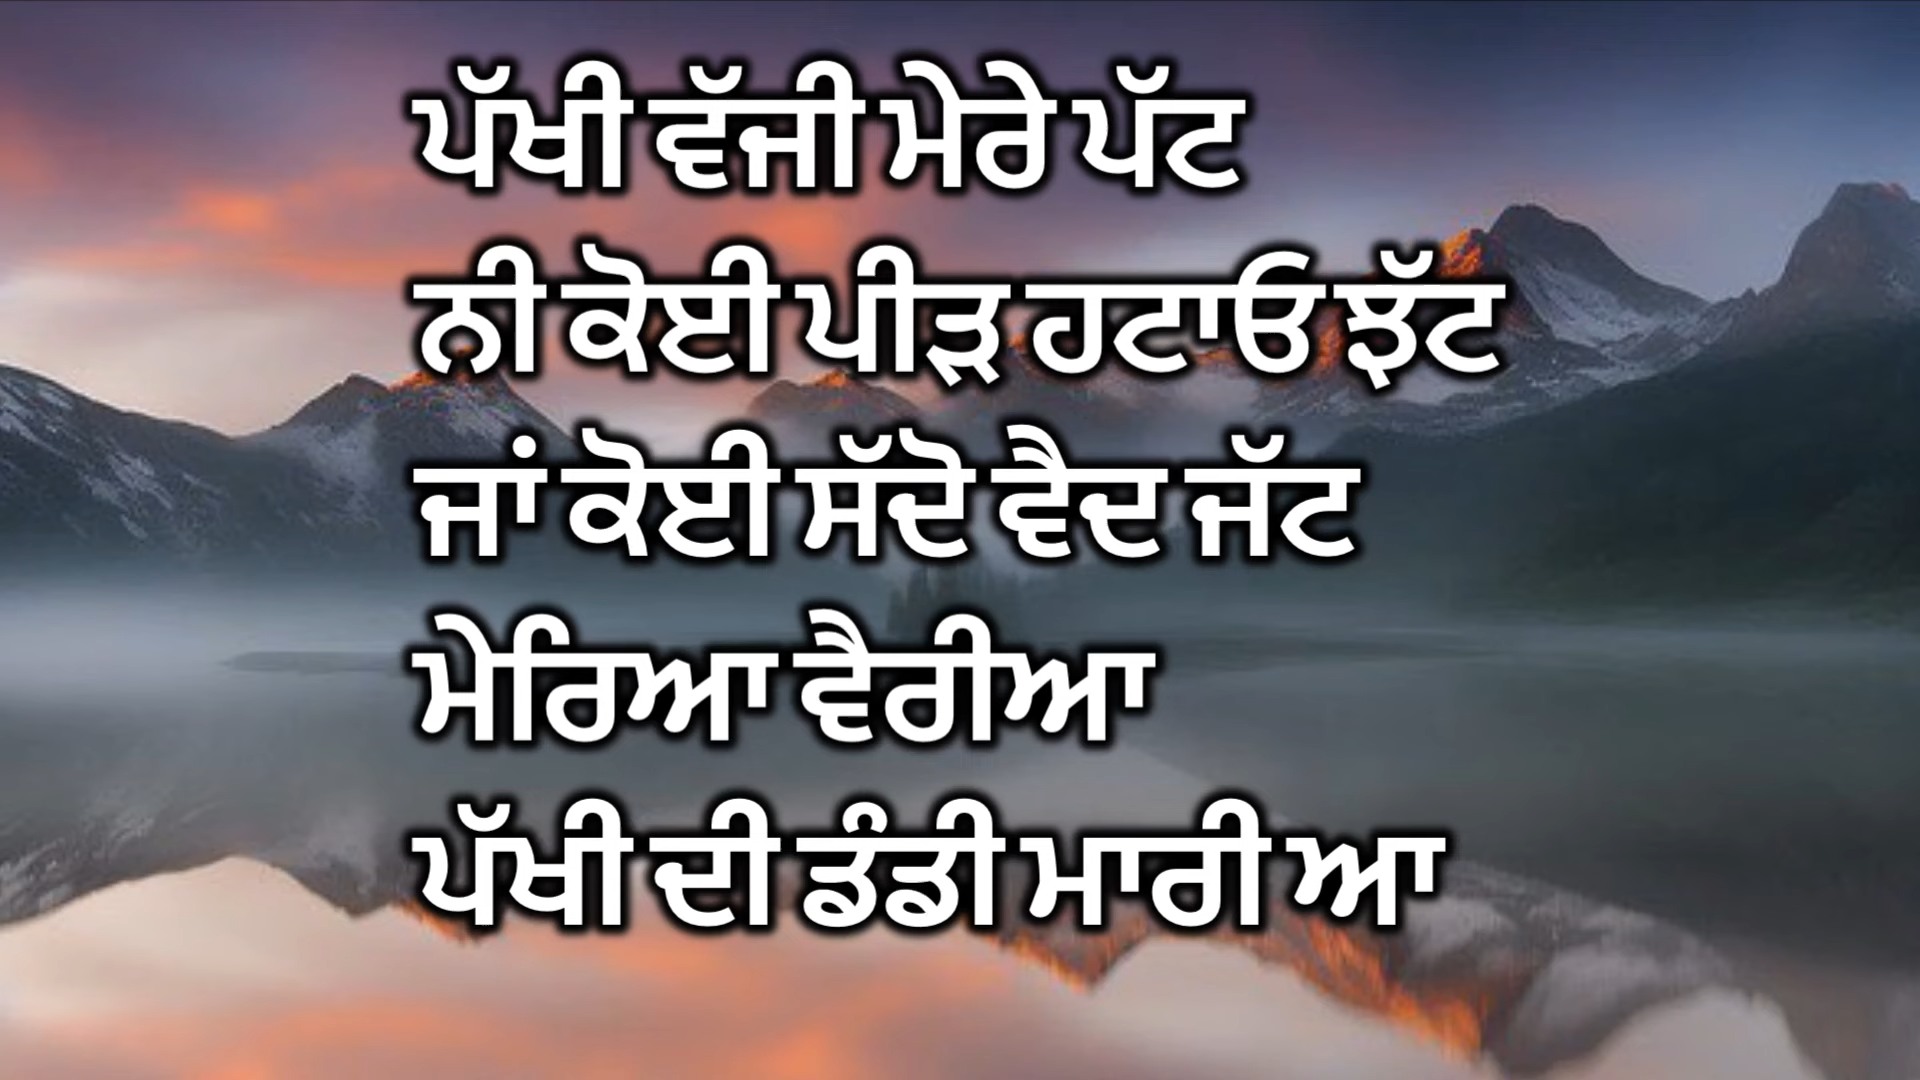 ਪੱਖੀ ਵੱਜੀ ਮੇਰੇ ਪੱਟ
ਨੀ ਕੋਈ ਪੀੜ ਹਟਾਓ ਝੱਟ
ਜਾਂ ਕੋਈ ਸੱਦੋ ਵੈਦ ਜੱਟ
ਮੇਰਿਆ ਵੈਰੀਆ
ਪੱਖੀ ਦੀ ਡੰਡੀ ਮਾਰੀ ਆ